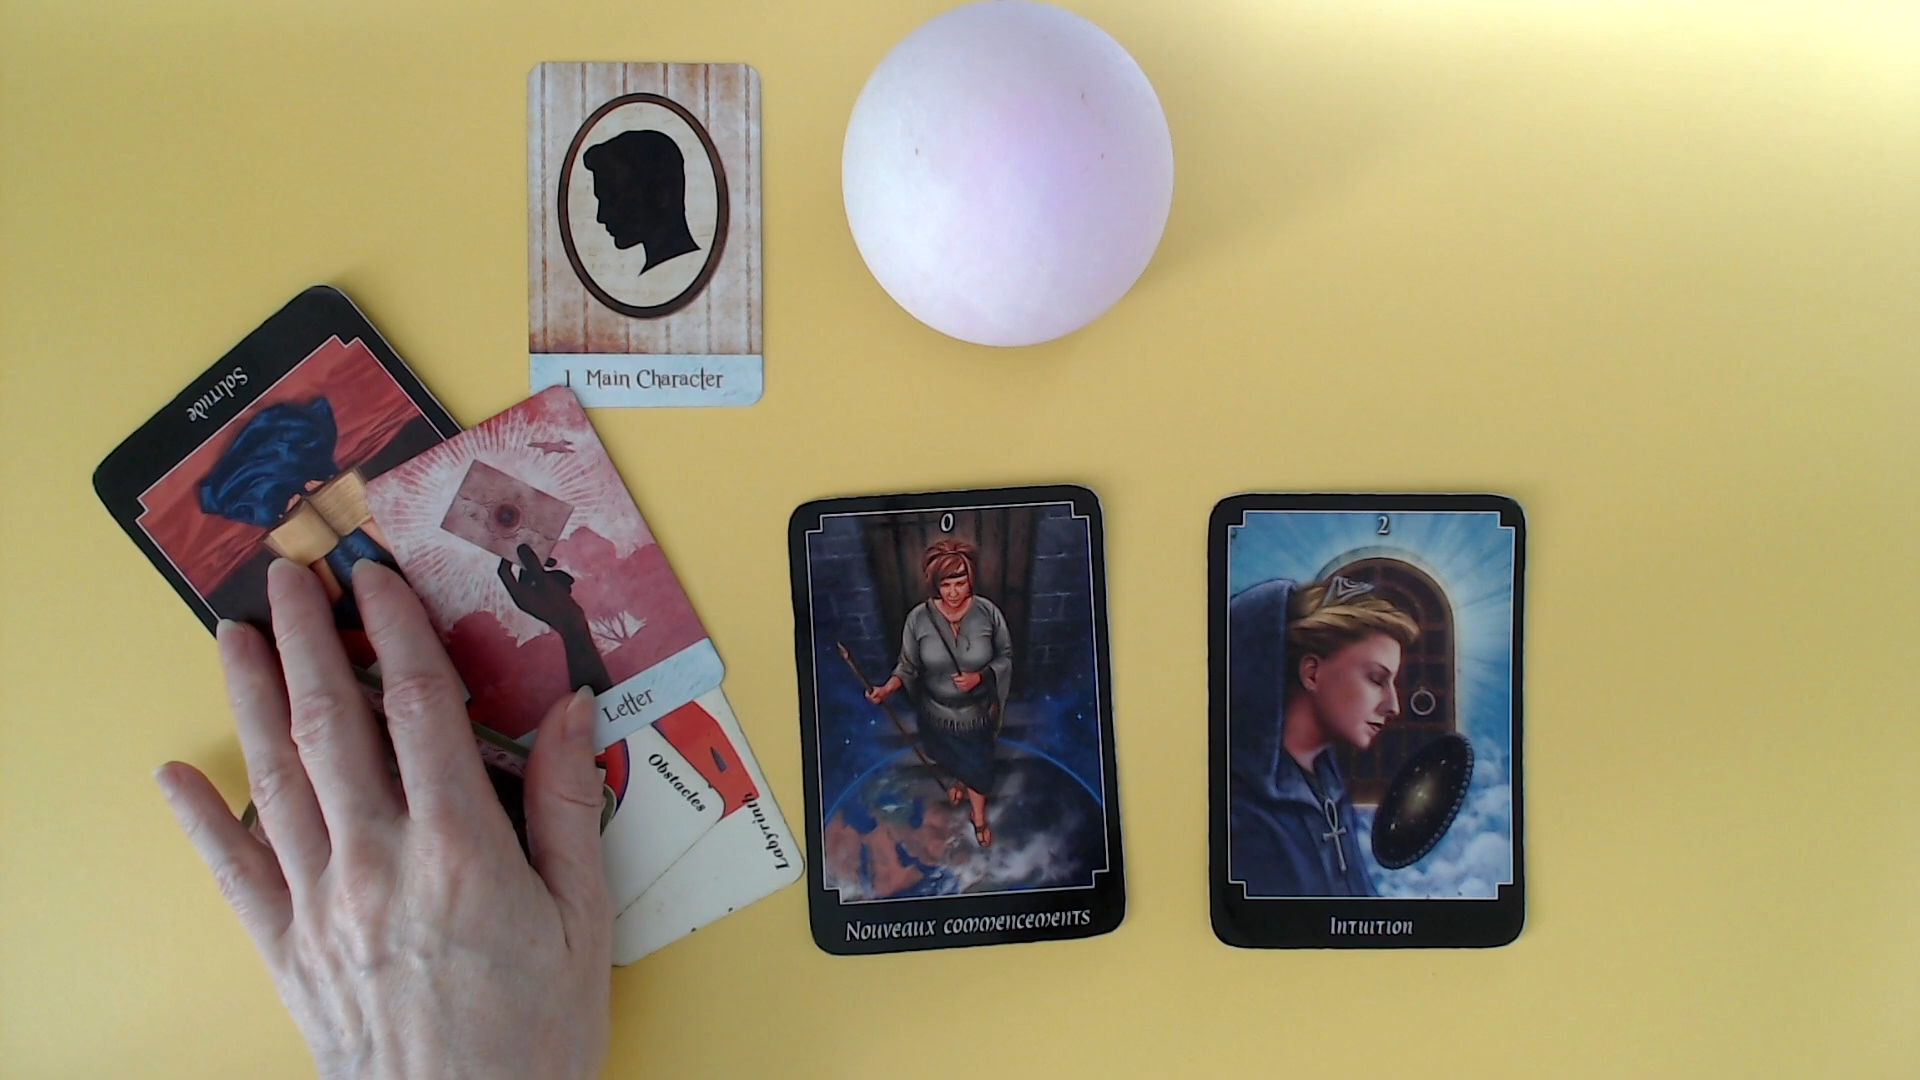 1 Main Character
Solitude
Letter
Obstacles
Labyrinth
0
Nouveaux commencements
2
Intuition